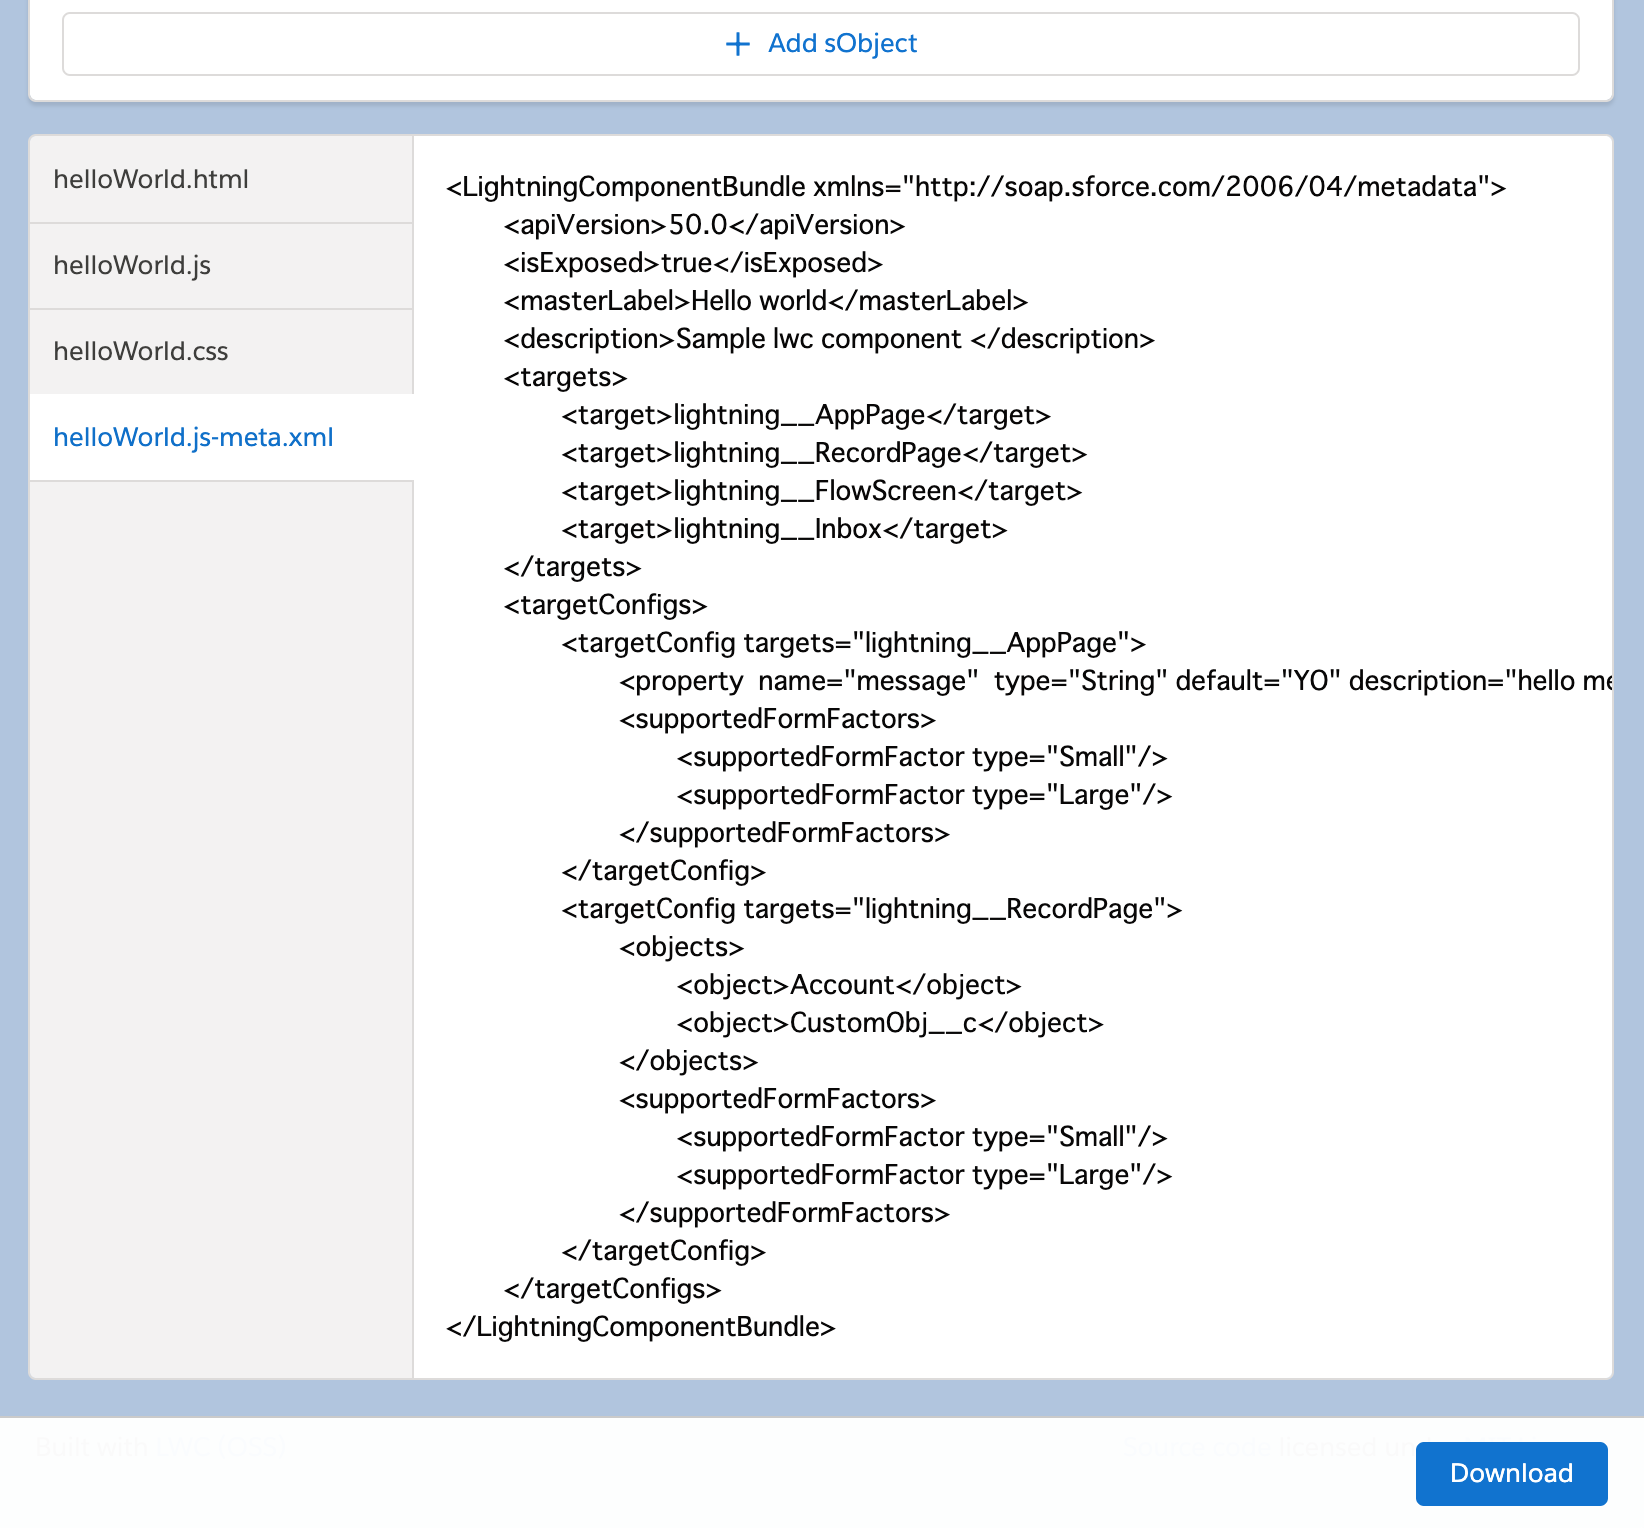 Add sObject
helloWorld.html
helloWorld.js
helloWorld.css
helloWorld.js-meta.xml
<LightningComponentBundle xmlns="http://soap.sforce.com/2006/04/metadata">
<apiVersion>50.0</apiVersion>
<isExposed>true</isExposed>
<masterLabel>Hello world</masterLabel>
<description>Sample lwc component </description>
<targets>
<target>lightning__AppPage</target>
<target>lightning__RecordPage</target>
<target>lightning__FlowScreen</target>
<target>lightning__Inbox</target>
</targets>
<targetConfigs>
<targetConfig targets="lightning__AppPage">
<property  name="message"  type="String" default="YO" description="hello
<supportedFormFactors>
<supportedFormFactor type="Small"/>
<supportedFormFactor type="Large"/>
</supportedFormFactors>
</targetConfig>
<targetConfig targets="lightning__RecordPage">
<objects>
<object>Account</object>
<object>CustomObj__c</object>
</objects>
<supportedFormFactors>
<supportedFormFactor type="Small"/>
<supportedFormFactor type="Large"/>
</supportedFormFactors>
</targetConfig>
</targetConfigs>
</LightningComponentBundle>
Built with LWC (OSS)
Source code licensed
Download